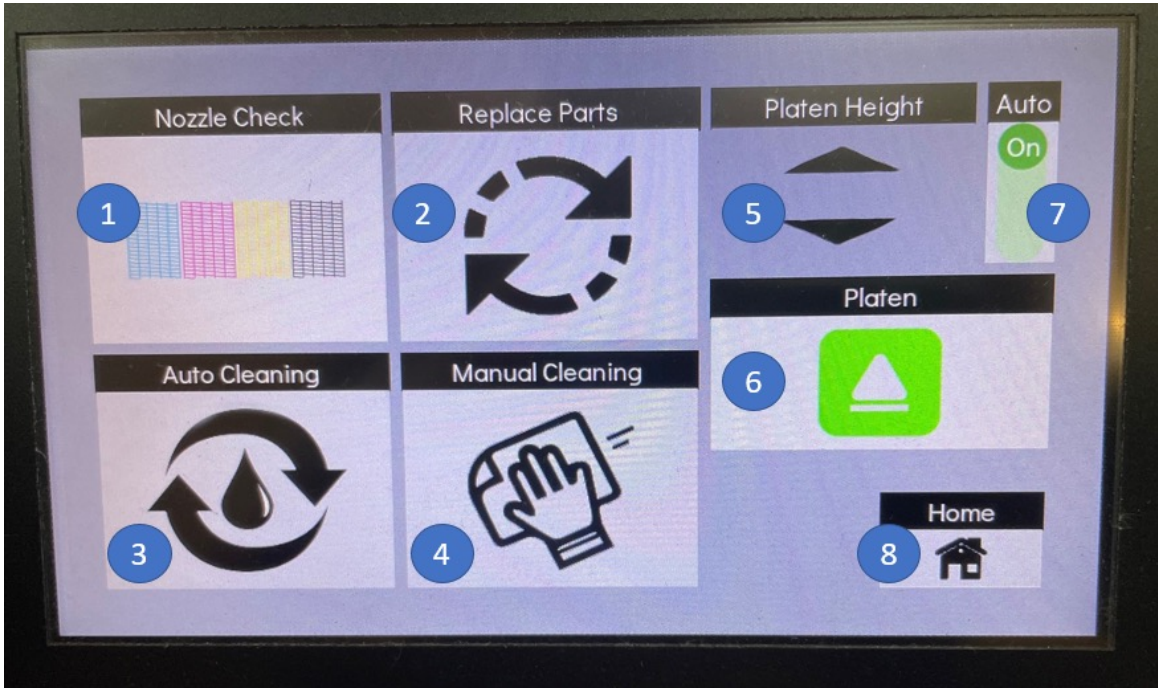 Nozzle Check
1
Replace Parts
2
Platen Height
5
Auto
On
7
Platen
6
Auto Cleaning
3
Manual Cleaning
4
Home
8